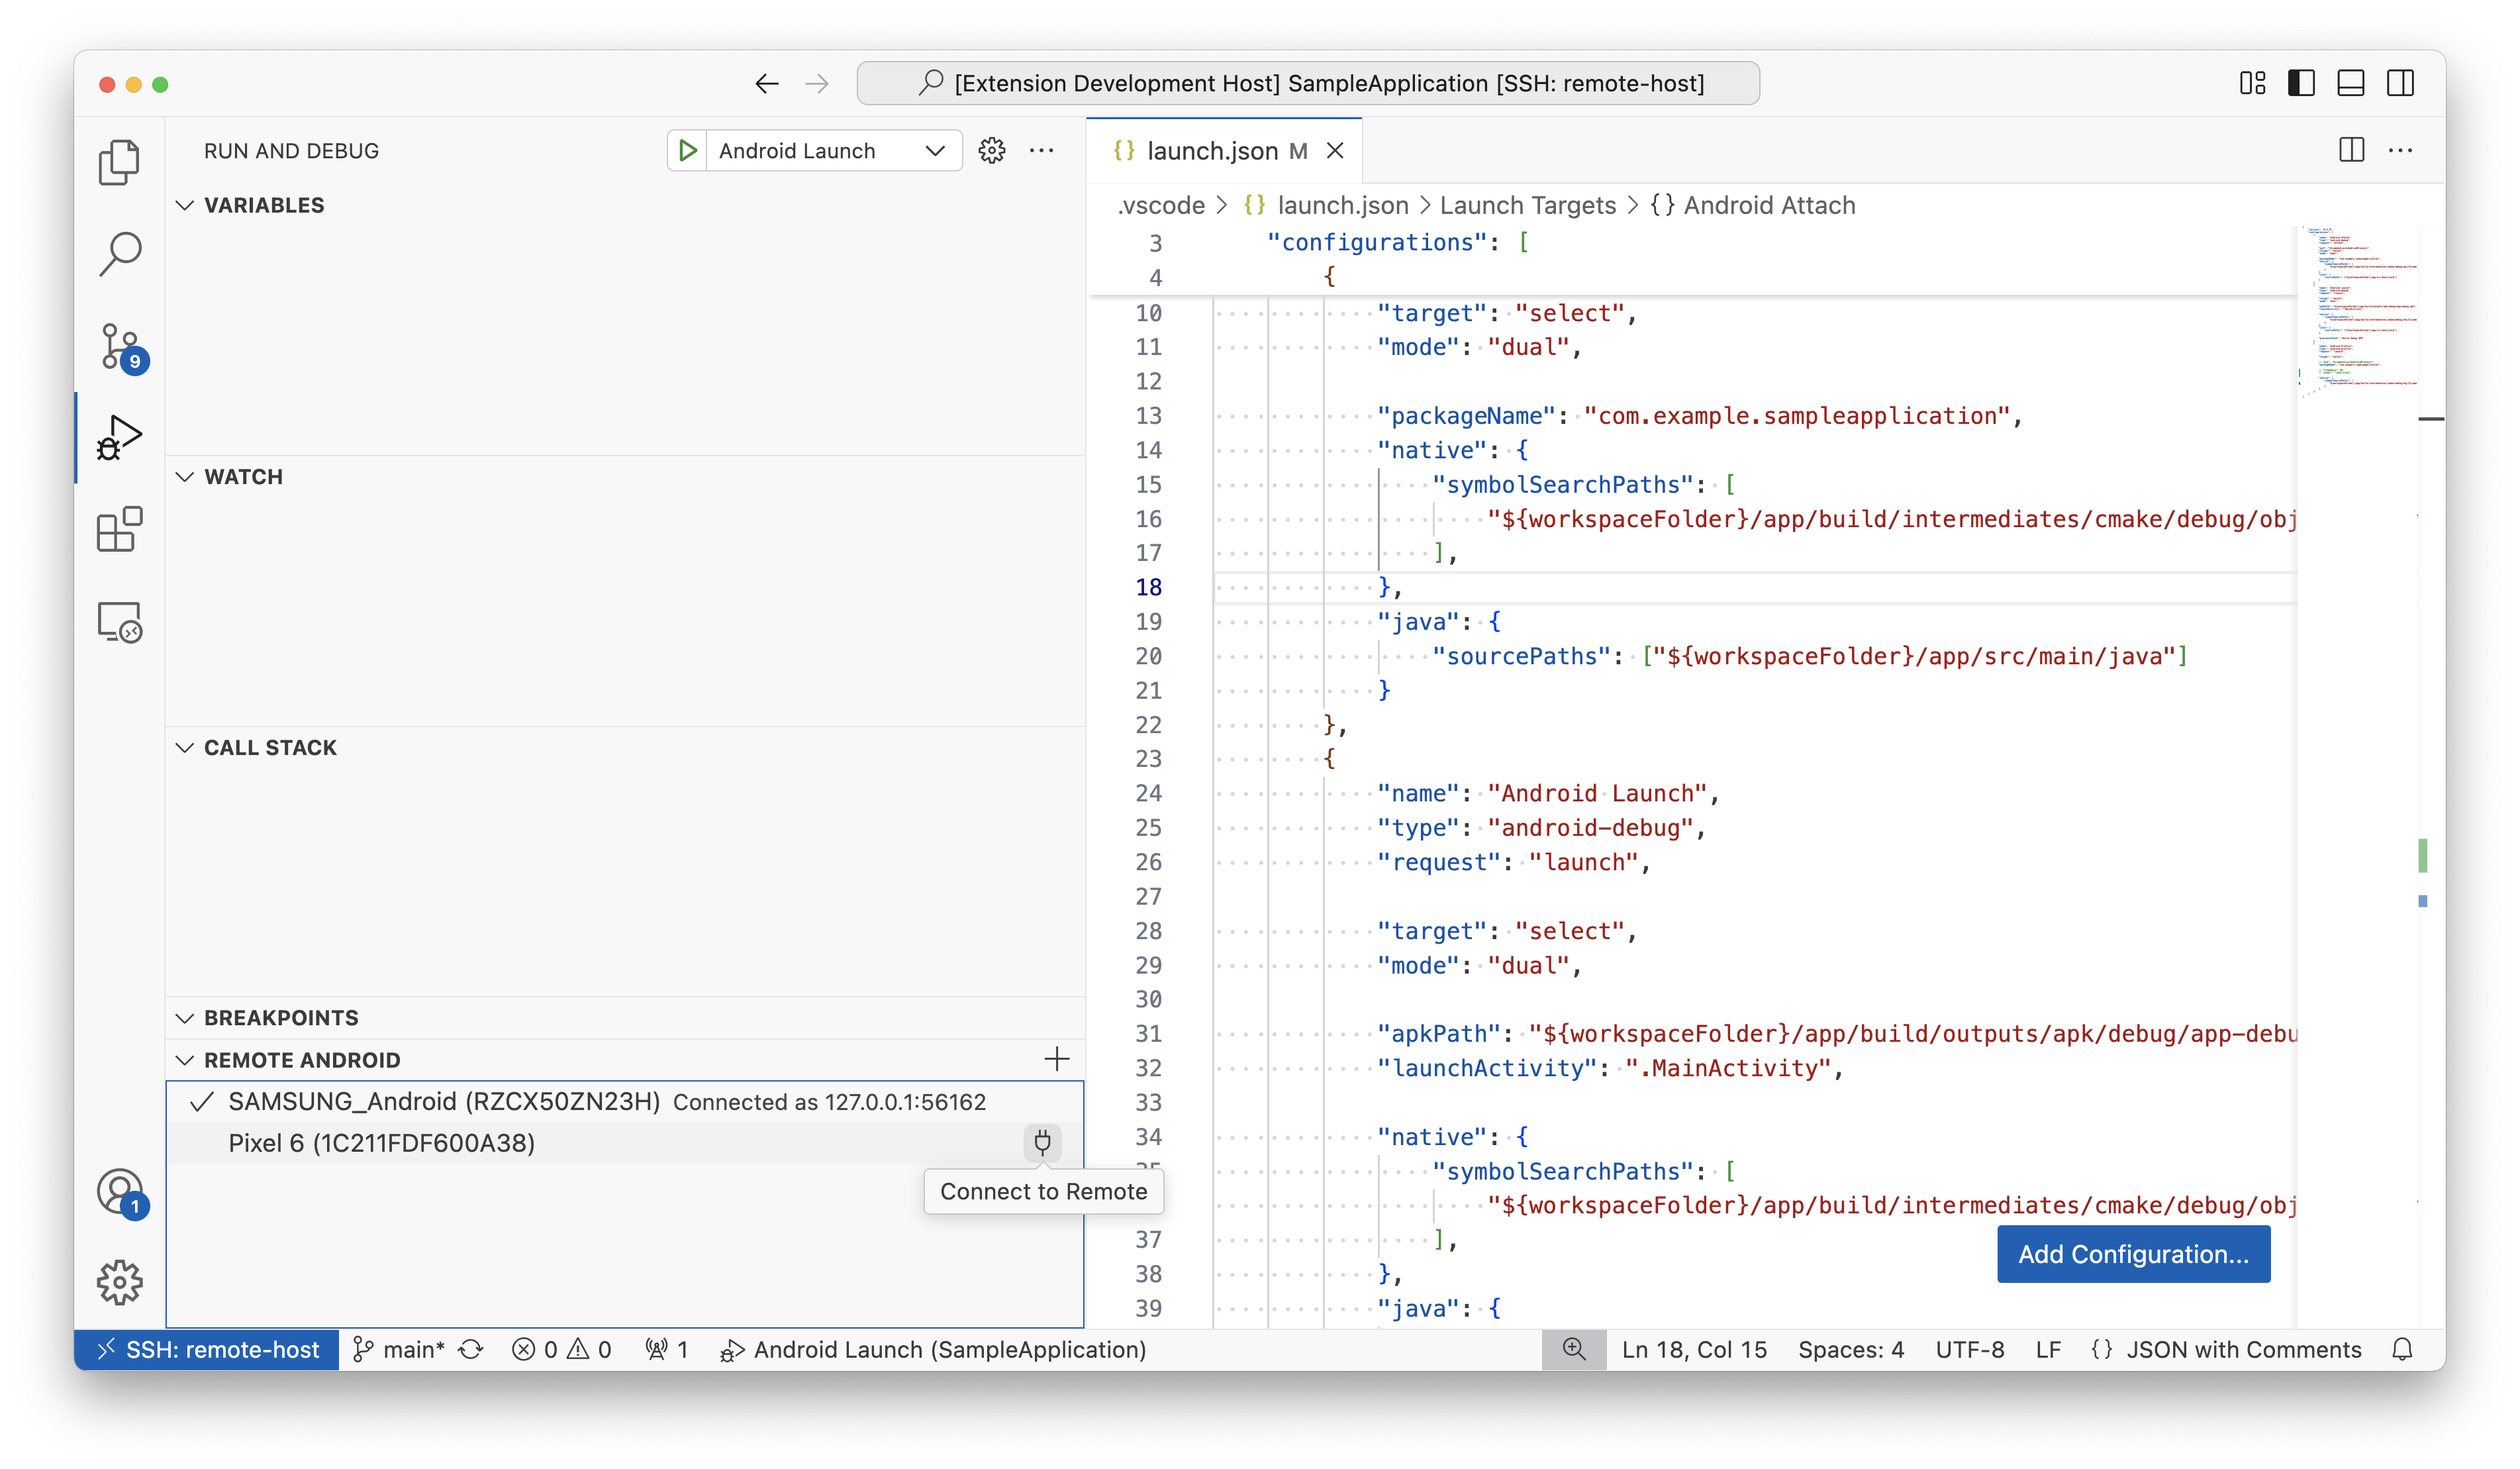 [Extension Development Host] SampleApplication [SSH: remote-host]
RUN AND DEBUG
Android Launch
VARIABLES
WATCH
CALL STACK
BREAKPOINTS
REMOTE ANDROID
SAMSUNG_Android (RZCX50ZN23H) Connected as 127.0.0.1:56162
Pixel 6 (1C211FDF600A38)
Connect to Remote
9
1
launch.json M
.vscode > {} launch.json > Launch Targets > {} Android Attach
3 "configurations": [
4 {
10 "target": "select",
11 "mode": "dual",
12
13 "packageName": "com.example.sampleapplication",
14 "native": {
15 "symbolSearchPaths": [
16 "${workspaceFolder}/app/build/intermediates/cmake/debug/obj
17 ],
18 },
19 "java": {
20 "sourcePaths": ["${workspaceFolder}/app/src/main/java"]
21 }
22 },
23 {
24 "name": "Android Launch",
25 "type": "android-debug",
26 "request": "launch",
27
28 "target": "select",
29 "mode": "dual",
30
31 "apkPath": "${workspaceFolder}/app/build/outputs/apk/debug/app-debu
32 "launchActivity": ".MainActivity",
33
34 "native": {
"symbolSearchPaths": [
"${workspaceFolder}/app/build/intermediates/cmake/debug/obj
37 ],
38 },
39 "java": {
Add Configuration...
SSH: remote-host main* 0 0 1 Android Launch (SampleApplication) Ln 18, Col 15 Spaces: 4 UTF-8 LF {} JSON with Comments